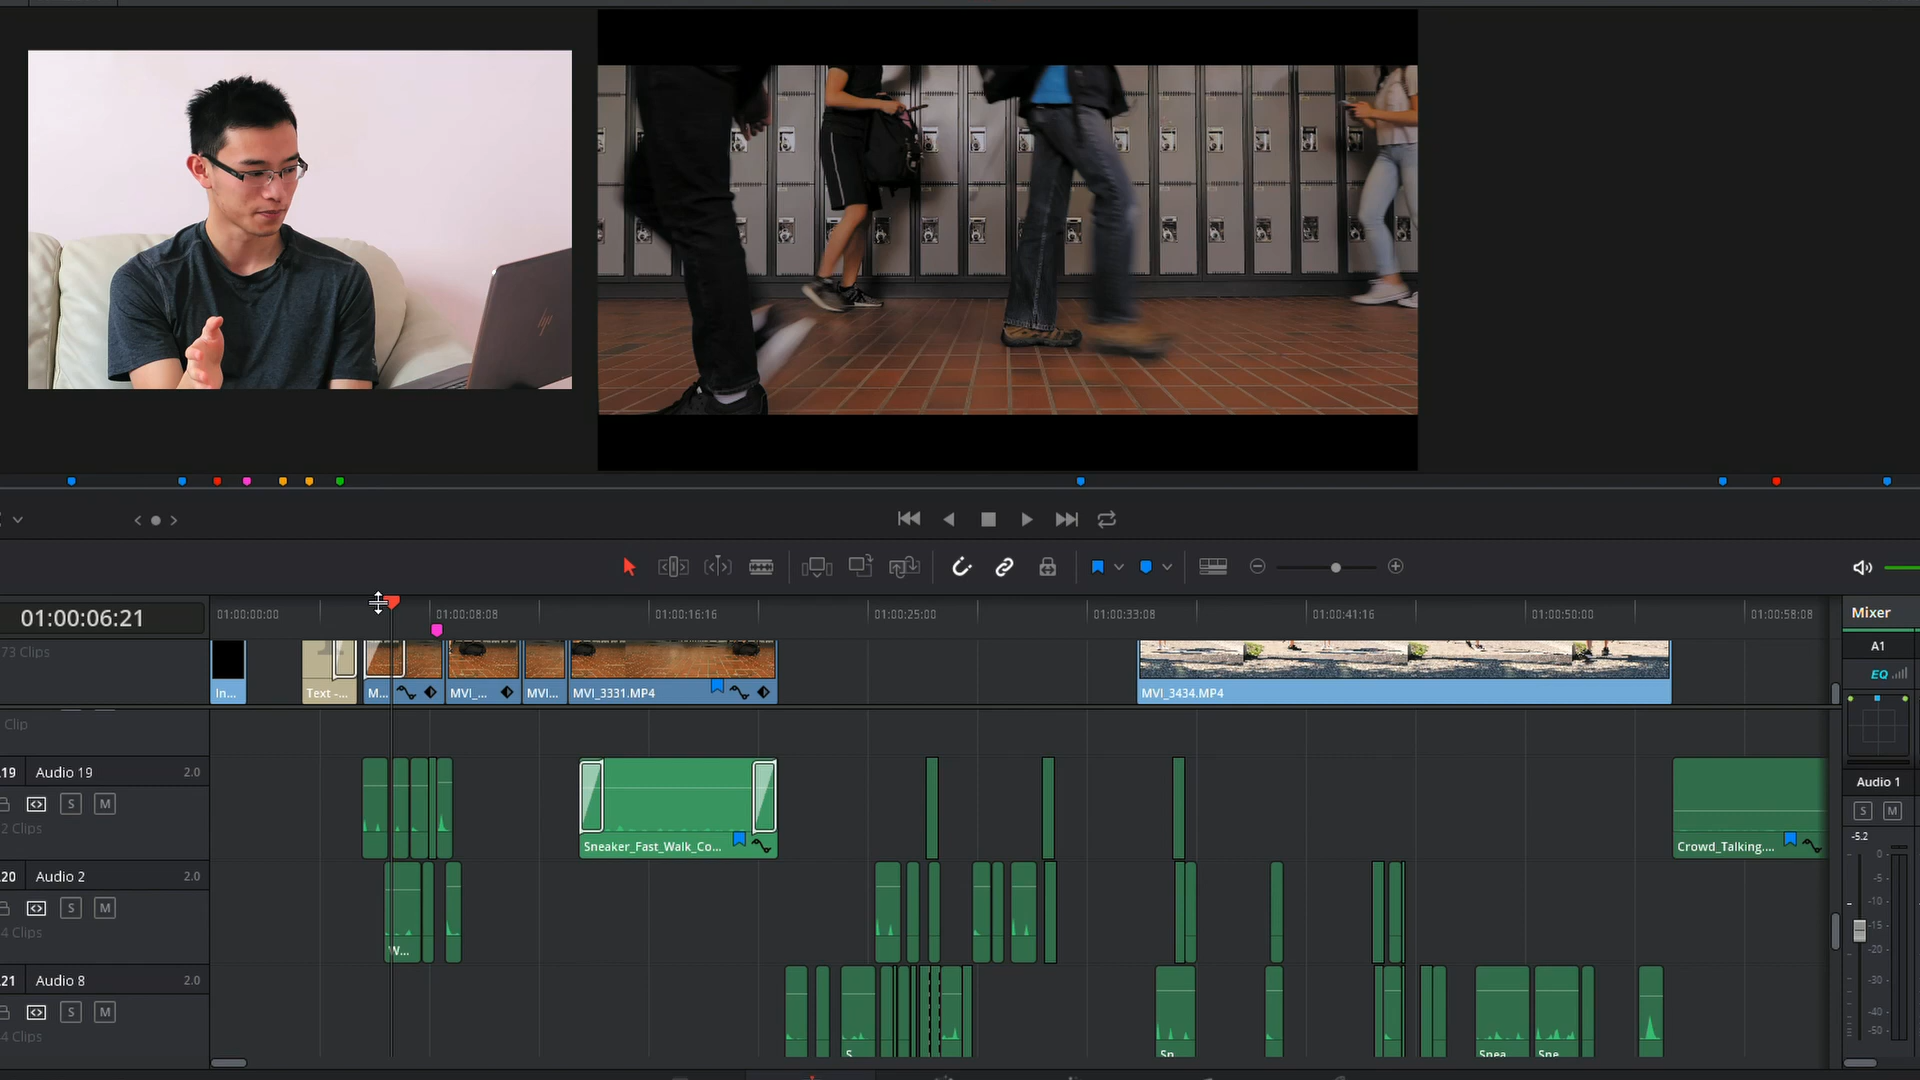 hp
01:00:06:21
01:00:00:00
01:00:08:08
01:00:16:16
01:00:25:00
01:00:33:08
01:00:41:16
01:00:50:00
01:00:58:08
Mixer
73 Clips
In...
Text -...
M...
MVI_...
MVI...
MVI_3331.MP4
MVI_3434.MP4
A1
EQ
Clip
19 Audio 19 2.0
S M
2 Clips
Sneaker_Fast_Walk_Co...
Crowd_Talking....
Audio 1
S M
-5.2
0
-5
-10
-15
-20
-30
-40
-50
20 Audio 2 2.0
S M
4 Clips
W...
21 Audio 8 2.0
S M
4 Clips
S
Sn
Snea
Sne